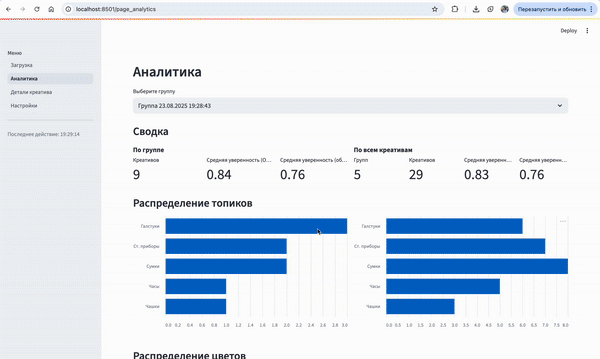 localhost:8501/page_analytics
Перезапустить и обновить
Deploy
Меню
Загрузка
Аналитика
Детали креатива
Настройки
Последнее действие: 19:29:14
Аналитика
Выберите группу
Группа 23.08.2025 19:28:43
Сводка
По группе
По всем креативам
Креативов
Средняя уверенность (О...
Средняя уверенность (об...
Групп
Креативов
Средняя уверенн...
Средняя уверенн...
9
0.84
0.76
5
29
0.83
0.76
Распределение топиков
Галстуки
Ст. приборы
Сумки
Часы
Чашки
0.0 0.2 0.4 0.6 0.8 1.0 1.2 1.4 1.6 1.8 2.0 2.2 2.4 2.6 2.8 3.0
Галстуки
Ст. приборы
Сумки
Часы
Чашки
0.0 0.5 1.0 1.5 2.0 2.5 3.0 3.5 4.0 4.5 5.0 5.5 6.0 6.5 7.0 7.5 8.0
Распределение цветов